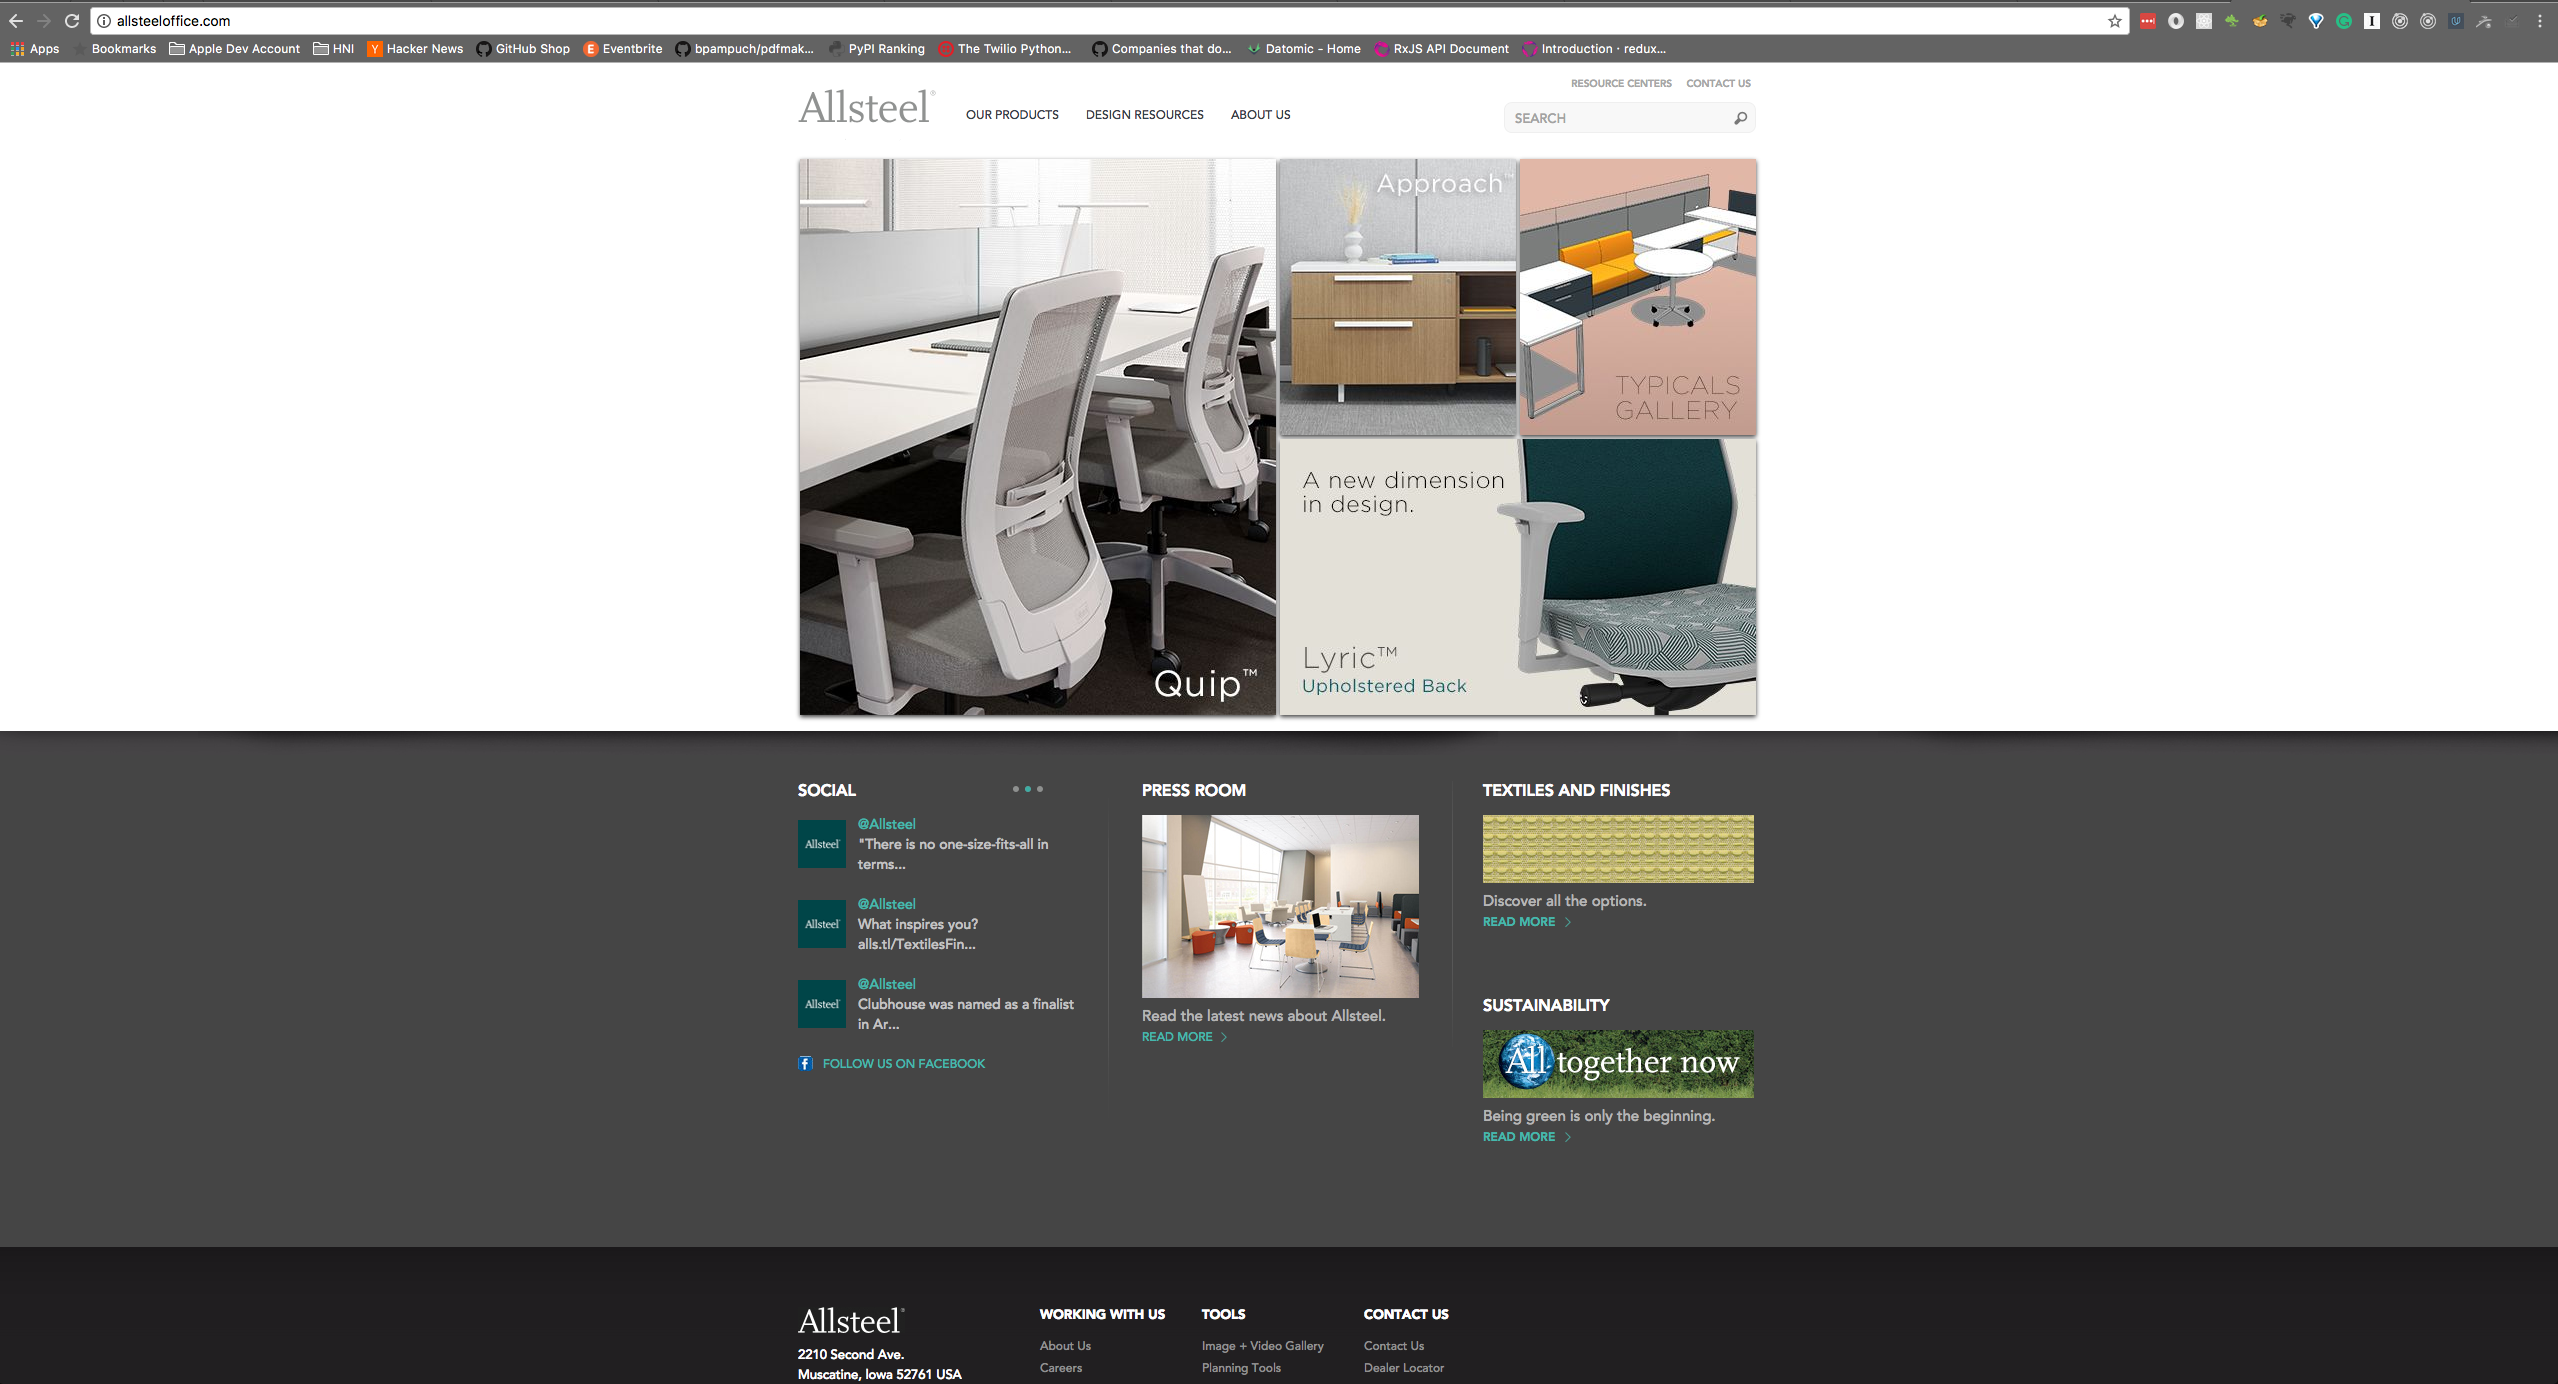 allsteeloffice.com
Apps
Bookmarks
Apple Dev Account
HNI
Hacker News
GitHub Shop
Eventbrite
bpampuch/pdfmak...
PyPI Ranking
The Twilio Python...
Companies that do...
Datomic - Home
RxJS API Document
Introduction · redux...
RESOURCE CENTERS
CONTACT US
Allsteel®
OUR PRODUCTS
DESIGN RESOURCES
ABOUT US
SEARCH
Quip™
Approach™
TYPICALS
GALLERY
A new dimension
in design.
Lyric™
Upholstered Back
SOCIAL
Allsteel
@Allsteel
"There is no one-size-fits-all in
terms...
Allsteel
@Allsteel
What inspires you?
alls.tl/TextilesFin...
Allsteel
@Allsteel
Clubhouse was named as a finalist
in Ar...
FOLLOW US ON FACEBOOK
PRESS ROOM
Read the latest news about Allsteel.
READ MORE
TEXTILES AND FINISHES
Discover all the options.
READ MORE
SUSTAINABILITY
All together now
Being green is only the beginning.
READ MORE
Allsteel®
2210 Second Ave.
Muscatine, Iowa 52761 USA
WORKING WITH US
About Us
Careers
TOOLS
Image + Video Gallery
Planning Tools
CONTACT US
Contact Us
Dealer Locator